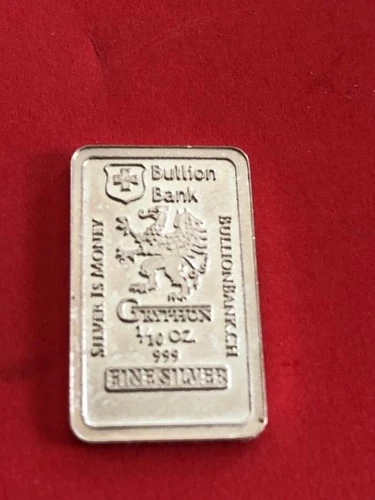 Bullion
Bank
SILVER IS MONEY
BULLIONBANK.CH
GRYPHON
1/10 OZ.
999
FINE SILVER